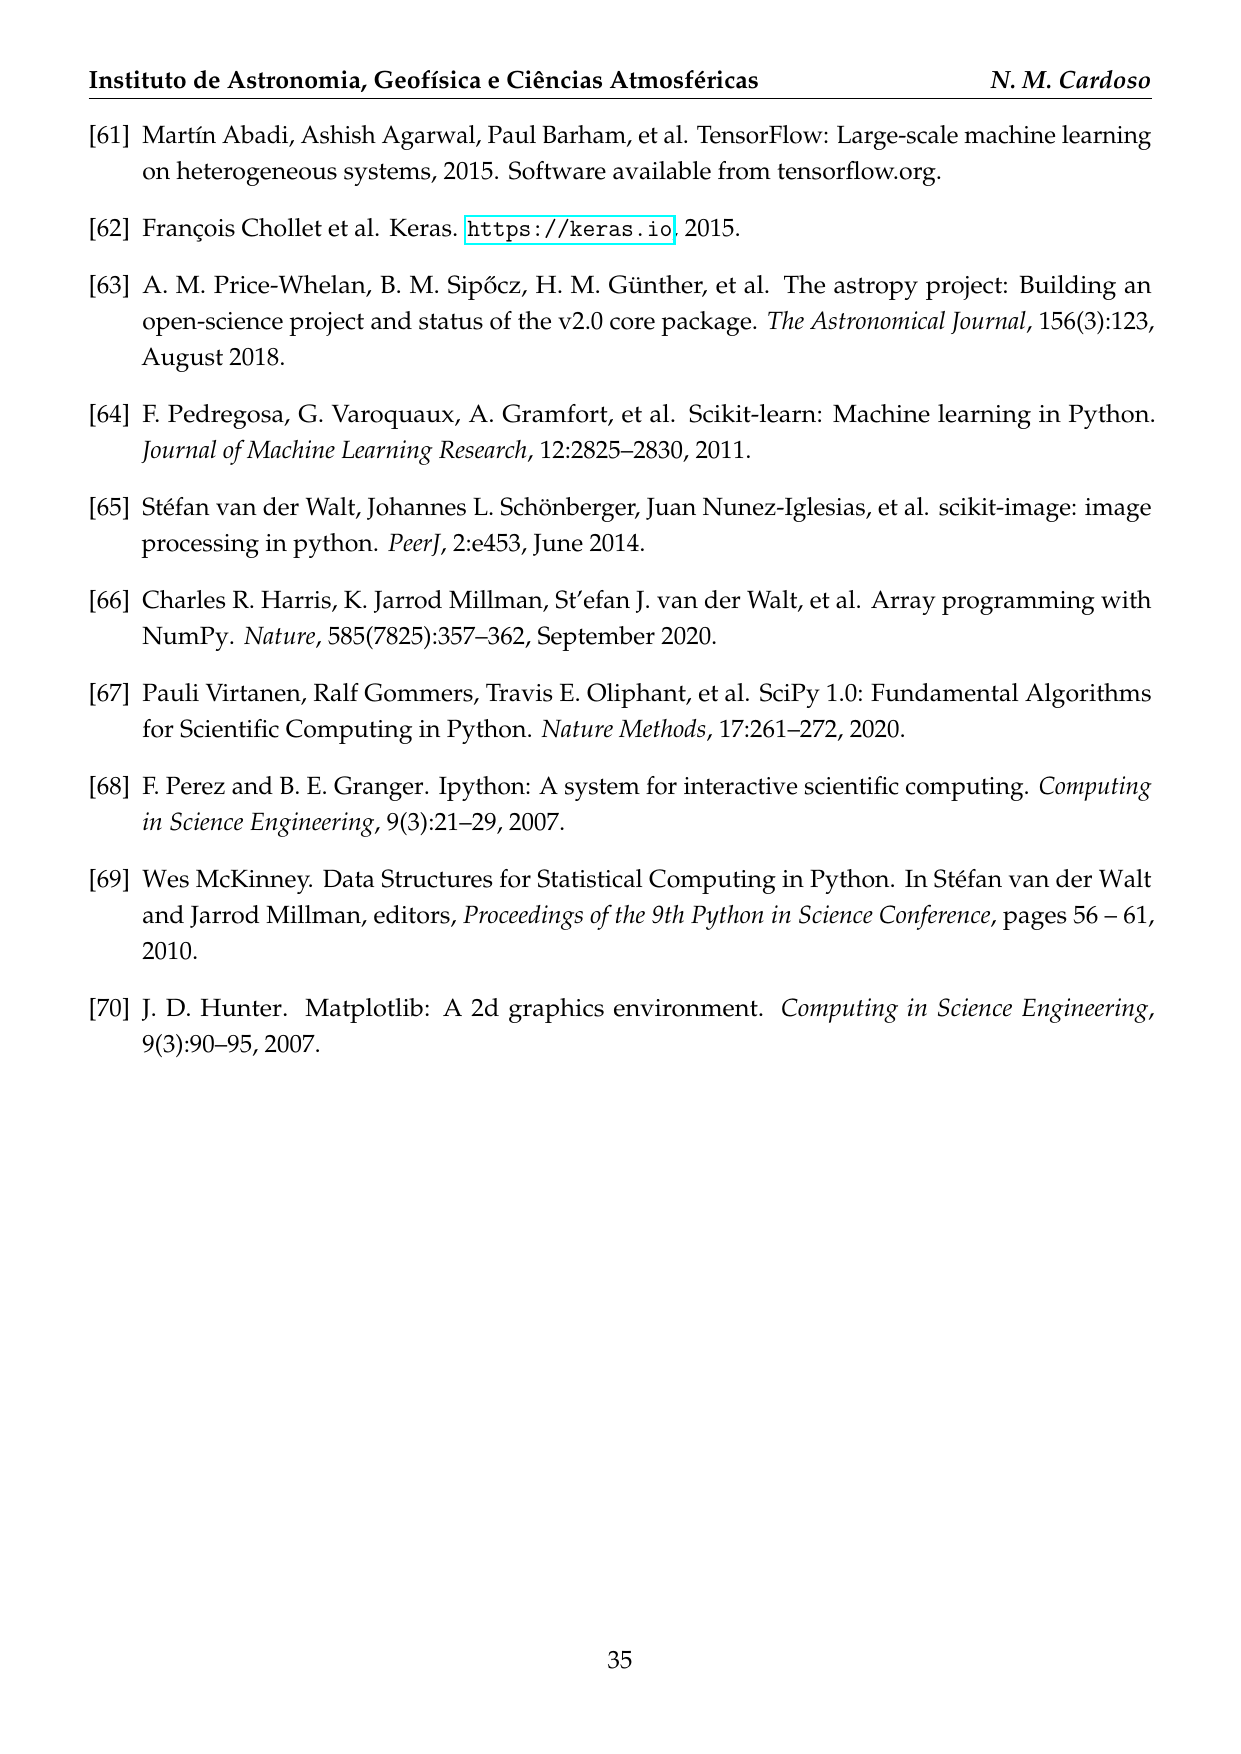 Instituto de Astronomia, Geofísica e Ciências Atmosféricas N. M. Cardoso
[61] Martín Abadi, Ashish Agarwal, Paul Barham, et al. TensorFlow: Large-scale machine learning
on heterogeneous systems, 2015. Software available from tensorflow.org.
[62] François Chollet et al. Keras. https://keras.io, 2015.
[63] A. M. Price-Whelan, B. M. Sipőcz, H. M. Günther, et al. The astropy project: Building an
open-science project and status of the v2.0 core package. The Astronomical Journal, 156(3):123,
August 2018.
[64] F. Pedregosa, G. Varoquaux, A. Gramfort, et al. Scikit-learn: Machine learning in Python.
Journal of Machine Learning Research, 12:2825–2830, 2011.
[65] Stéfan van der Walt, Johannes L. Schönberger, Juan Nunez-Iglesias, et al. scikit-image: image
processing in python. PeerJ, 2:e453, June 2014.
[66] Charles R. Harris, K. Jarrod Millman, St'efan J. van der Walt, et al. Array programming with
NumPy. Nature, 585(7825):357–362, September 2020.
[67] Pauli Virtanen, Ralf Gommers, Travis E. Oliphant, et al. SciPy 1.0: Fundamental Algorithms
for Scientific Computing in Python. Nature Methods, 17:261–272, 2020.
[68] F. Perez and B. E. Granger. Ipython: A system for interactive scientific computing. Computing
in Science Engineering, 9(3):21–29, 2007.
[69] Wes McKinney. Data Structures for Statistical Computing in Python. In Stéfan van der Walt
and Jarrod Millman, editors, Proceedings of the 9th Python in Science Conference, pages 56 – 61,
2010.
[70] J. D. Hunter. Matplotlib: A 2d graphics environment. Computing in Science Engineering,
9(3):90–95, 2007.
35